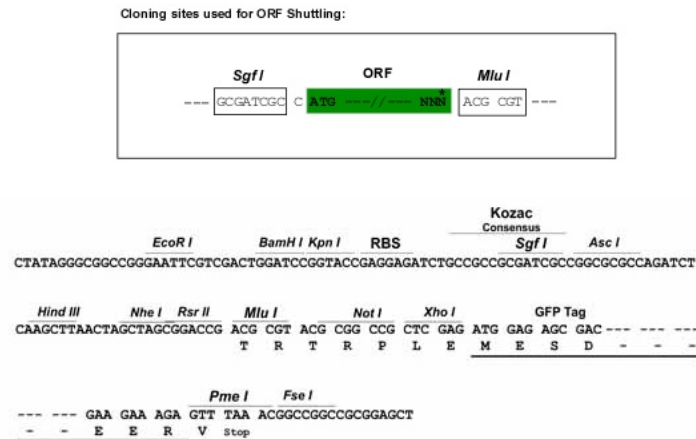 Cloning sites used for ORF Shuttling:
Sgf I ORF Mlu I
--- GCGATCGC C ATG ---//--- NNN* ACG CGT ---
Kozac
Consensus
EcoR I BamH I Kpn I RBS Sgf I Asc I
CTATAGGGCGGCCGGGAATTCGTCGACTGGATCCGGTACCGAGGAGATCTGCCGCCGCGATCGCCGGCGCGCCAGATCT
Hind III Nhe I Rsr II Mlu I Not I Xho I GFP Tag
CAAGCTTAACTAGCTAGCGGACCG ACG CGT ACG CGG CCG CTC GAG ATG GAG AGC GAC --- --- ---
T R T R P L E M E S D - - -
Pme I Fse I
--- --- GAA GAA AGA GTT TAA ACGGCCGGCCGCGGAGCT
- - E E R V Stop